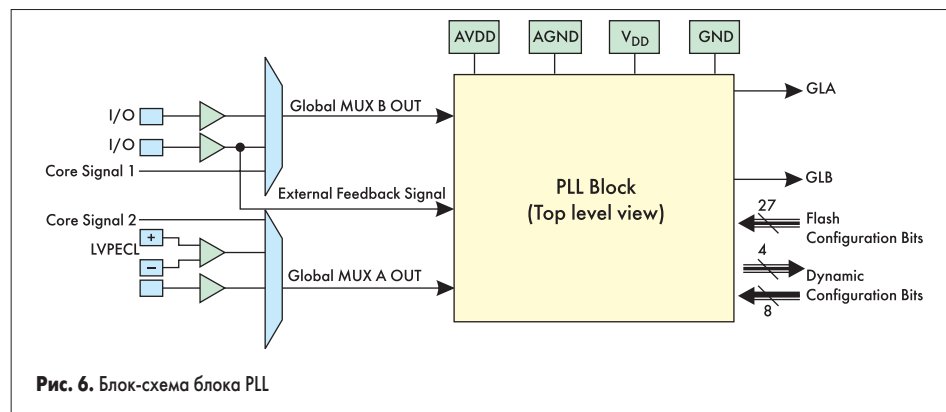 AVDD
AGND
VDD
GND
I/O
Global MUX B OUT
GLA
I/O
Core Signal 1
External Feedback Signal
PLL Block
(Top level view)
GLB
27
Flash
Configuration Bits
Core Signal 2
+
LVPECL
−
Global MUX A OUT
4
Dynamic
Configuration Bits
8
Рис. 6. Блок-схема блока PLL